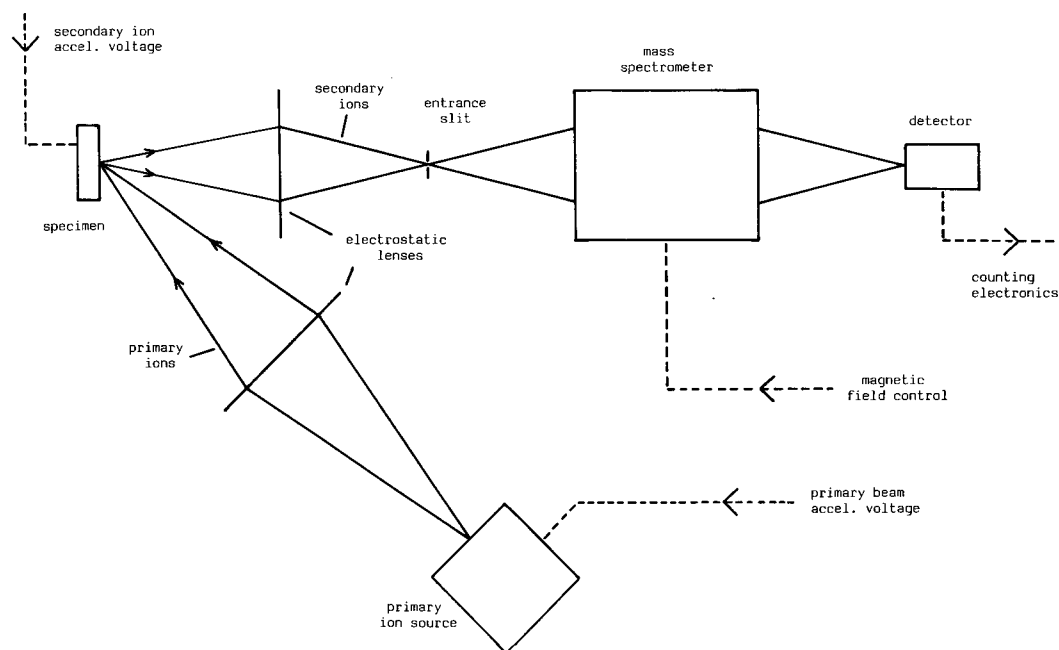 secondary ion
accel. voltage
mass
spectrometer
secondary
ions
entrance
slit
detector
specimen
electrostatic
lenses
counting
electronics
primary
ions
magnetic
field control
primary beam
accel. voltage
primary
ion source